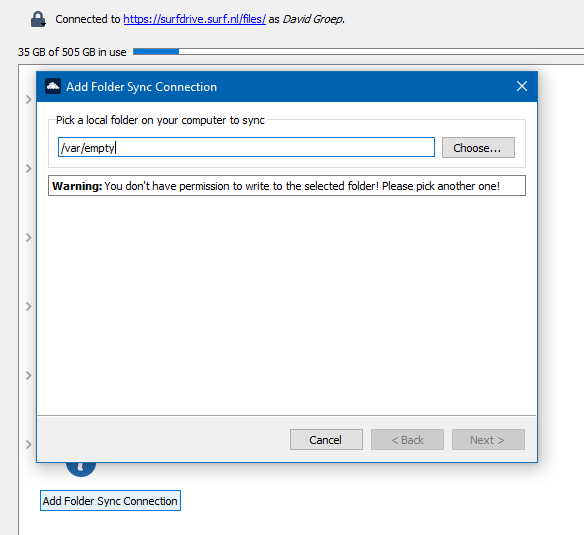 Connected to https://surfdrive.surf.nl/files/ as David Groep.
35 GB of 505 GB in use
Add Folder Sync Connection
Pick a local folder on your computer to sync
/var/empty
Choose...
Warning: You don't have permission to write to the selected folder! Please pick another one!
Cancel
< Back
Next >
Add Folder Sync Connection